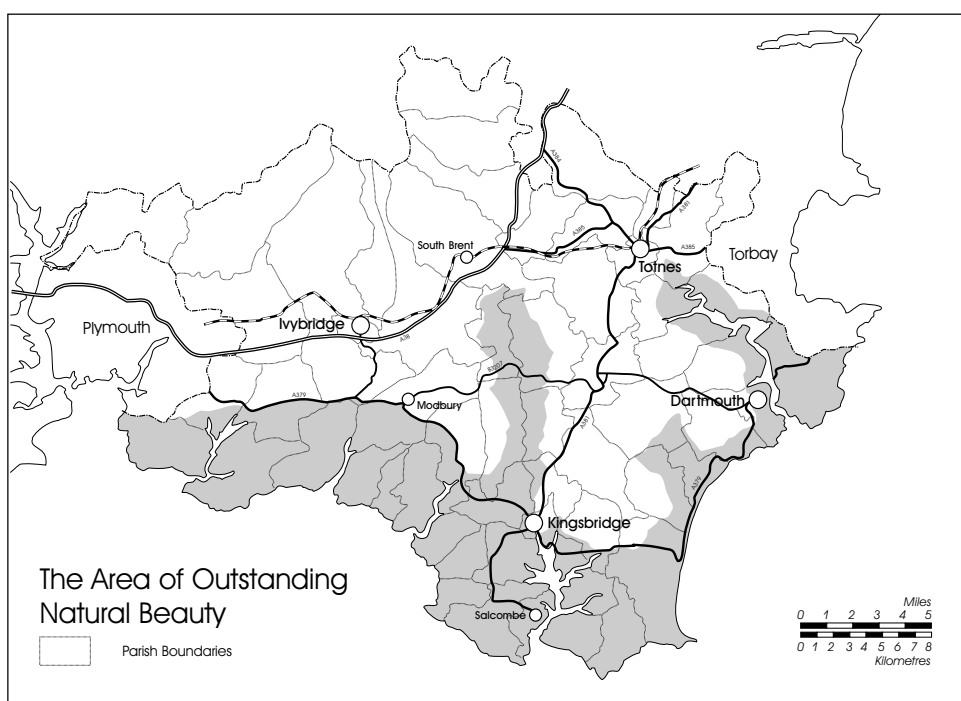 A384
A381
A385
South Brent
A385
Totnes
Torbay
Plymouth
Ivybridge
A38
B3207
A379
Modbury
Dartmouth
A381
A379
Kingsbridge
The Area of Outstanding
Natural Beauty
Salcombe
Parish Boundaries
Miles
0 1 2 3 4 5
0 1 2 3 4 5 6 7 8
Kilometres